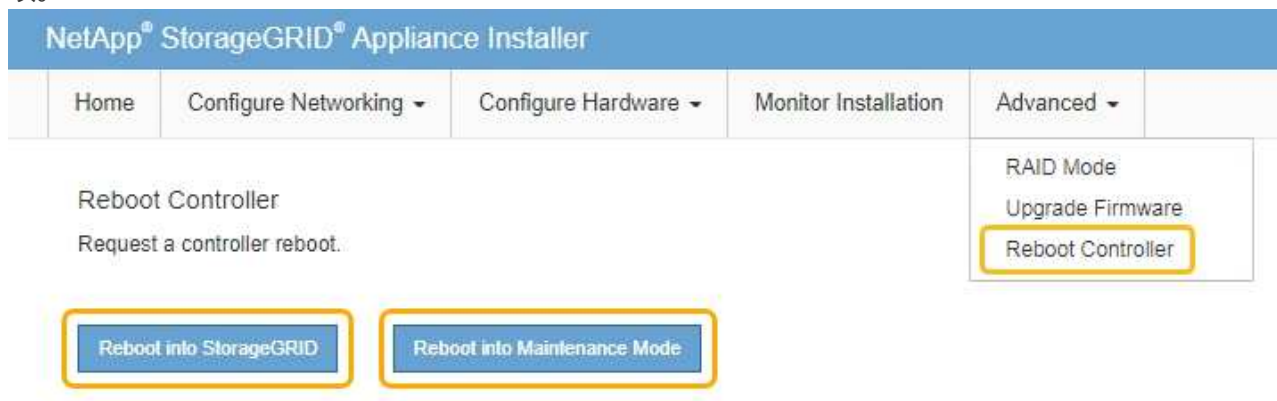 NetApp® StorageGRID® Appliance Installer
Home Configure Networking Configure Hardware Monitor Installation Advanced
RAID Mode
Upgrade Firmware
Reboot Controller
Reboot Controller
Request a controller reboot.
Reboot into StorageGRID Reboot into Maintenance Mode